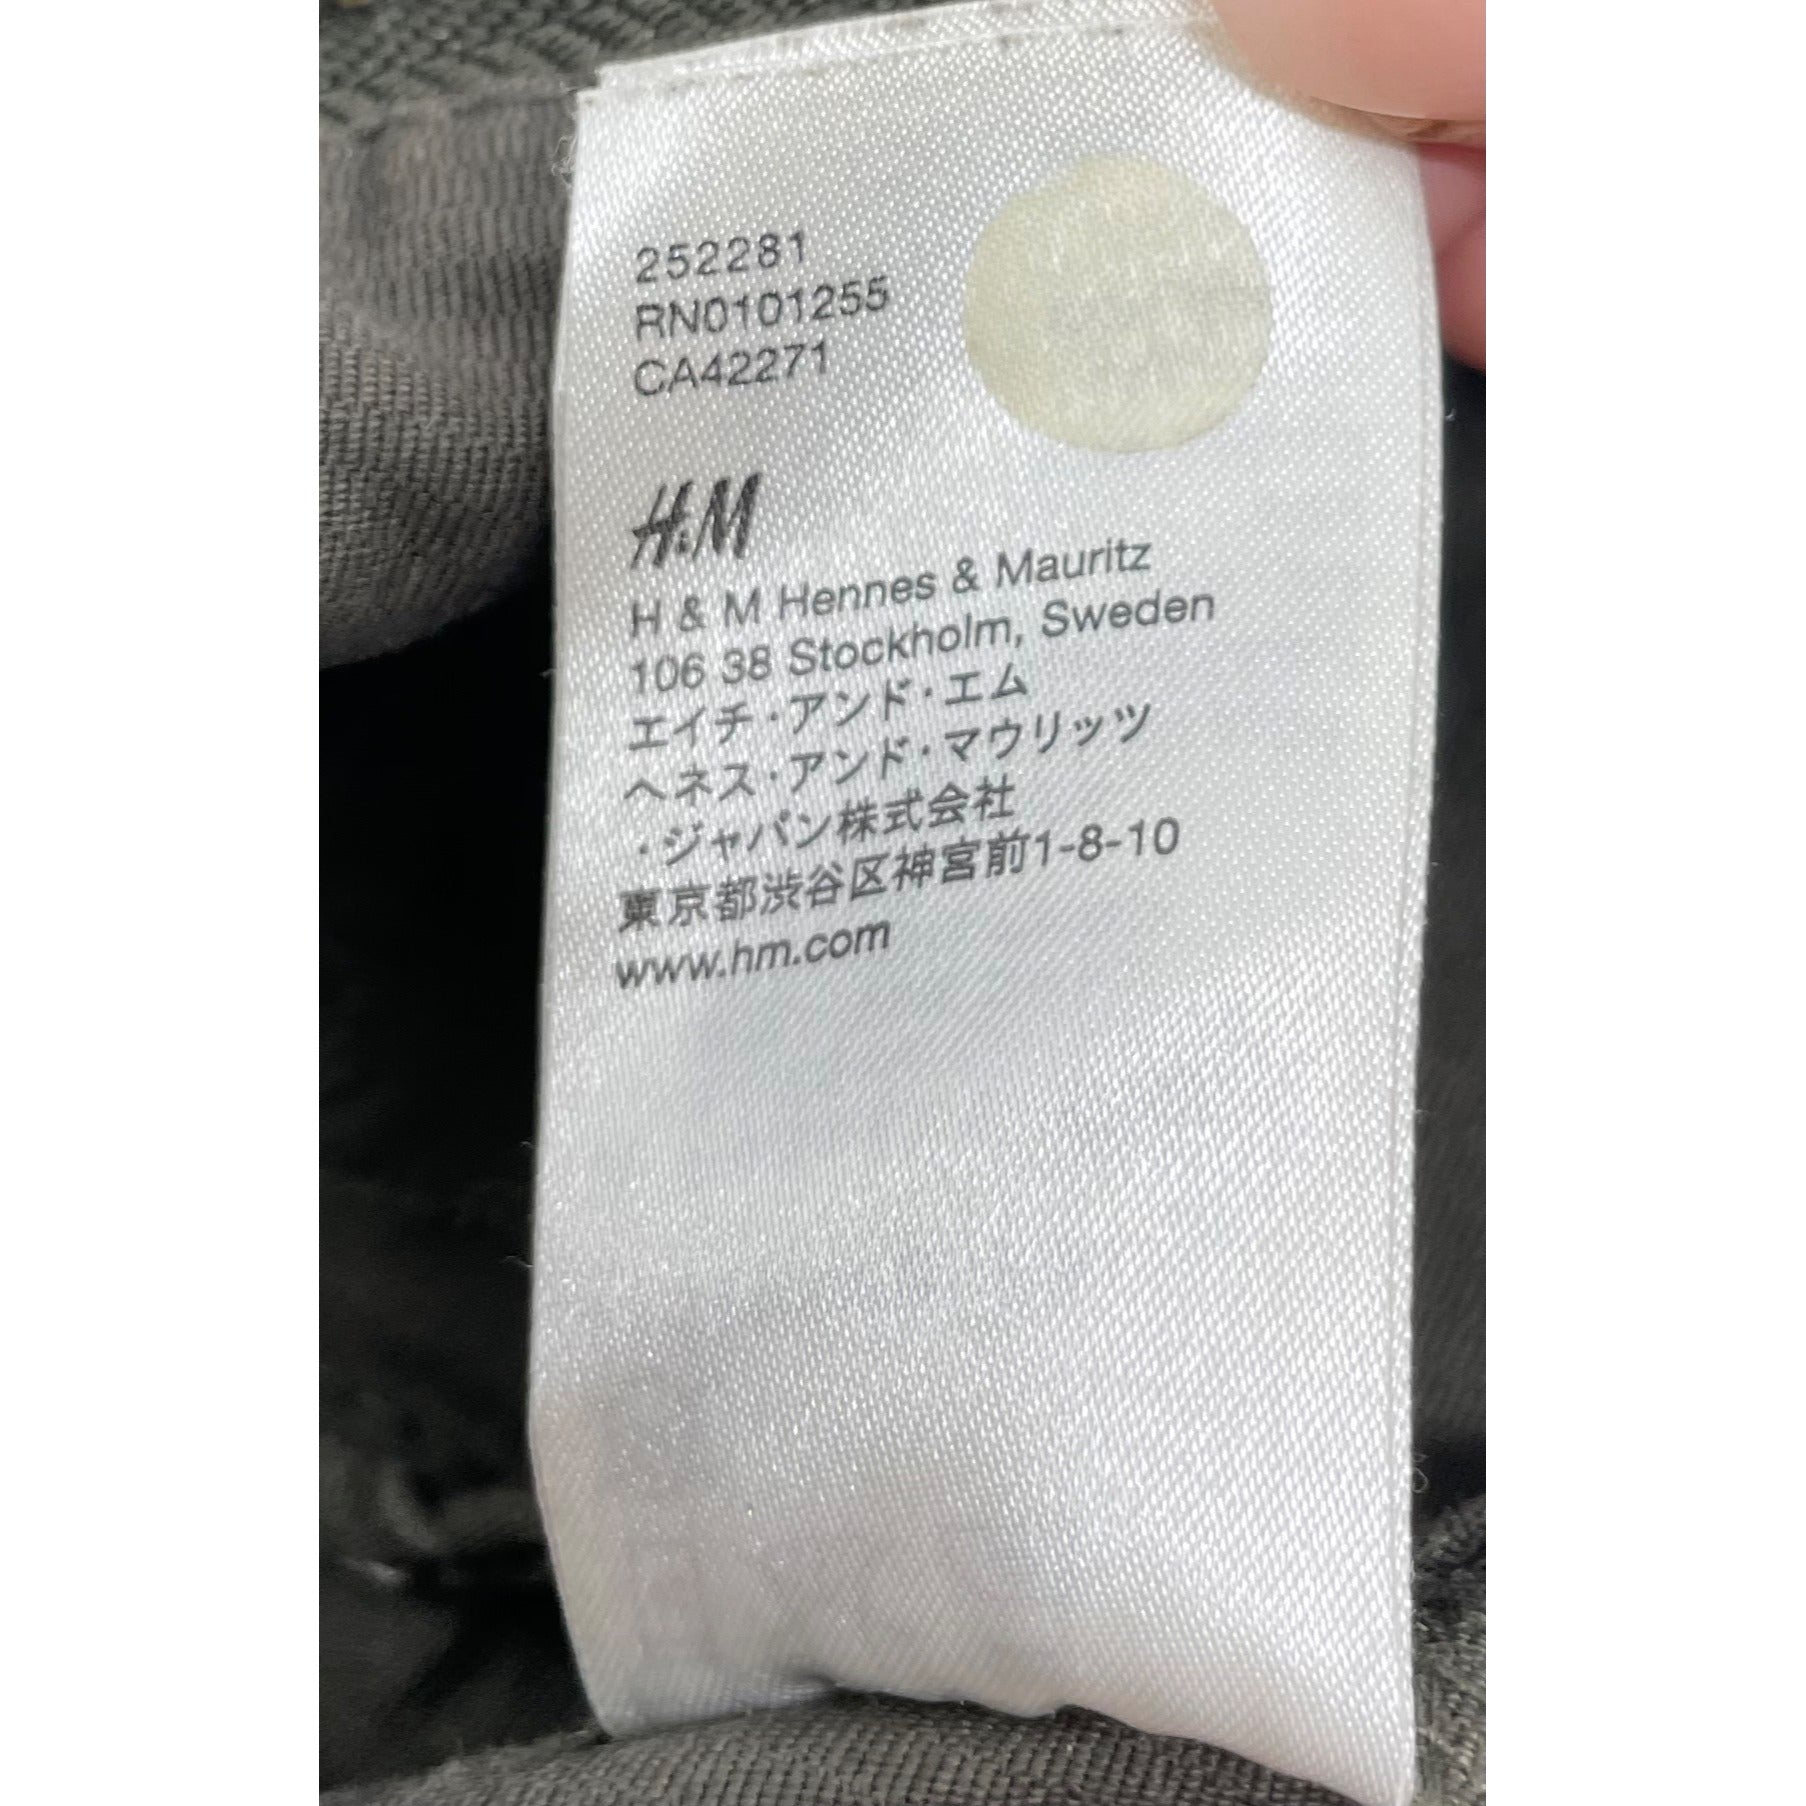 252281
RN0101255
CA42271
H&M
H & M Hennes & Mauritz
106 38 Stockholm, Sweden
エイチ・アンド・エム
ヘネス・アンド・マウリッツ
・ジャパン株式会社
東京都渋谷区神宮前1-8-10
www.hm.com